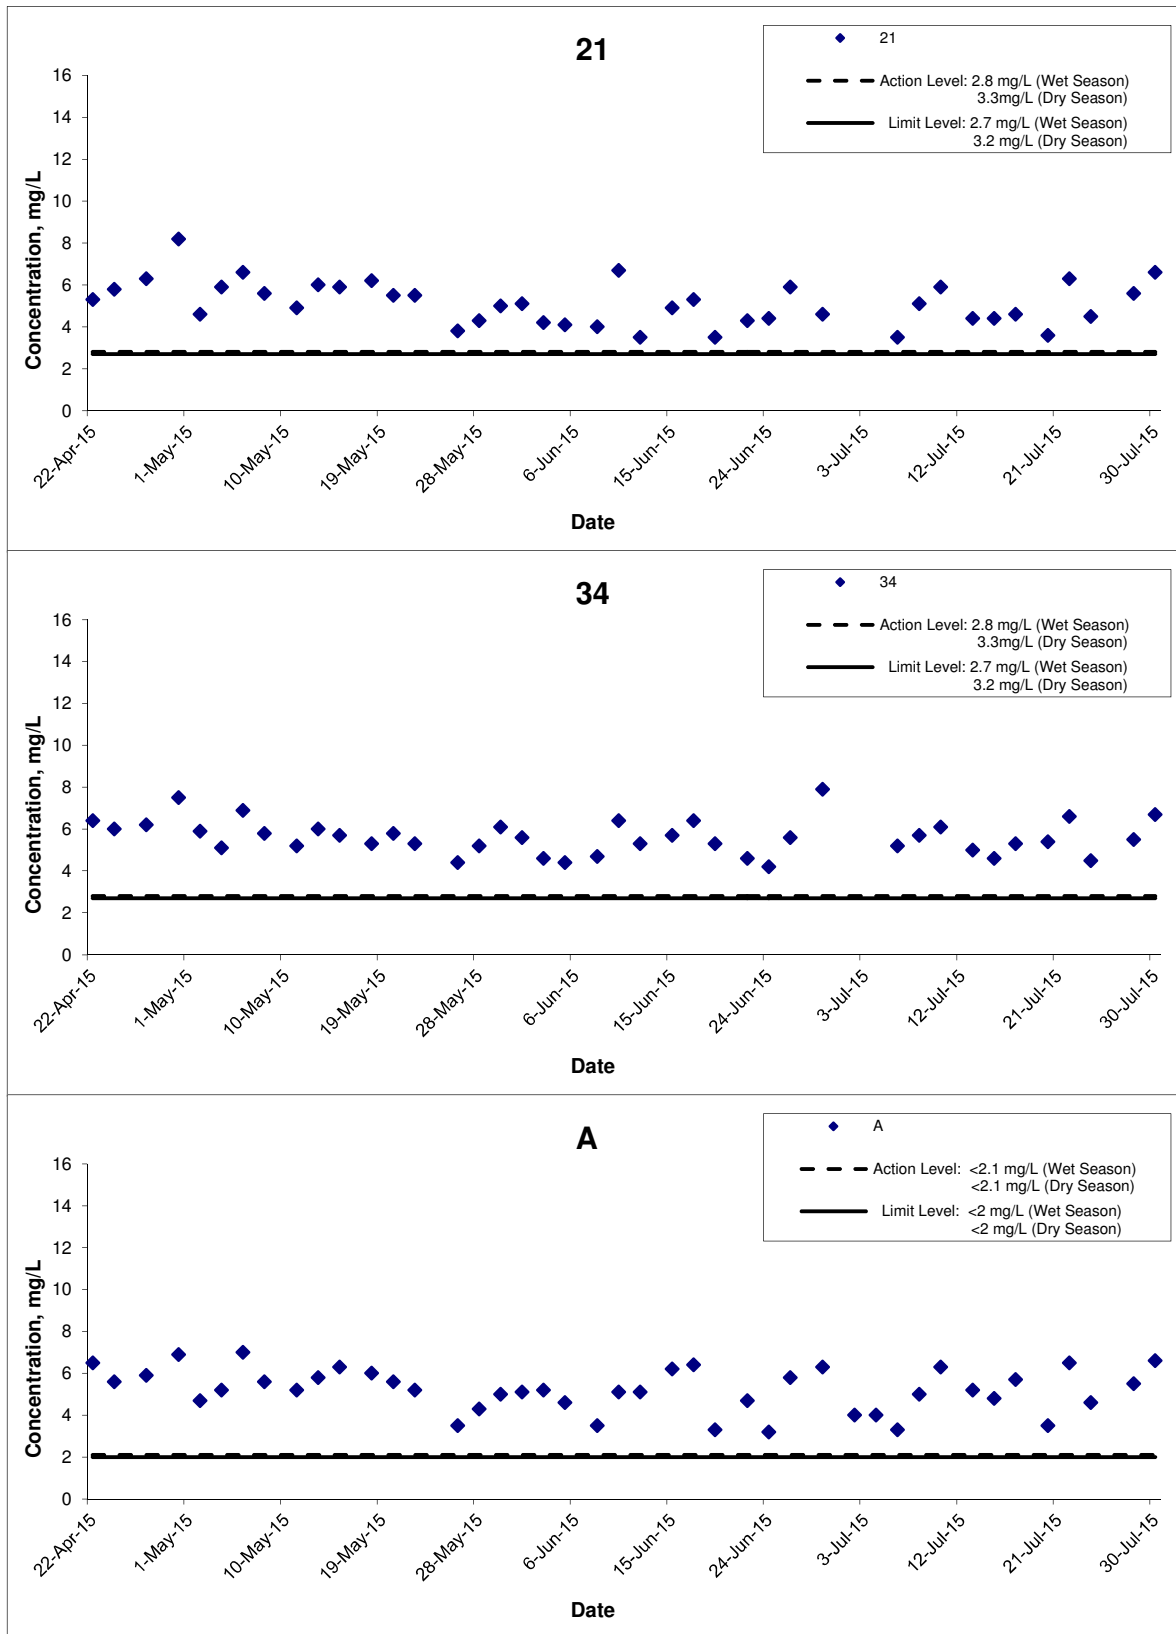 21
21
Action Level: 2.8 mg/L (Wet Season)
3.3mg/L (Dry Season)
Limit Level: 2.7 mg/L (Wet Season)
3.2 mg/L (Dry Season)
Concentration, mg/L
16
14
12
10
8
6
4
2
0
22-Apr-15
1-May-15
10-May-15
19-May-15
28-May-15
6-Jun-15
15-Jun-15
24-Jun-15
3-Jul-15
12-Jul-15
21-Jul-15
30-Jul-15
Date
34
34
Action Level: 2.8 mg/L (Wet Season)
3.3mg/L (Dry Season)
Limit Level: 2.7 mg/L (Wet Season)
3.2 mg/L (Dry Season)
Concentration, mg/L
16
14
12
10
8
6
4
2
0
22-Apr-15
1-May-15
10-May-15
19-May-15
28-May-15
6-Jun-15
15-Jun-15
24-Jun-15
3-Jul-15
12-Jul-15
21-Jul-15
30-Jul-15
Date
A
A
Action Level: <2.1 mg/L (Wet Season)
<2.1 mg/L (Dry Season)
Limit Level: <2 mg/L (Wet Season)
<2 mg/L (Dry Season)
Concentration, mg/L
16
14
12
10
8
6
4
2
0
22-Apr-15
1-May-15
10-May-15
19-May-15
28-May-15
6-Jun-15
15-Jun-15
24-Jun-15
3-Jul-15
12-Jul-15
21-Jul-15
30-Jul-15
Date